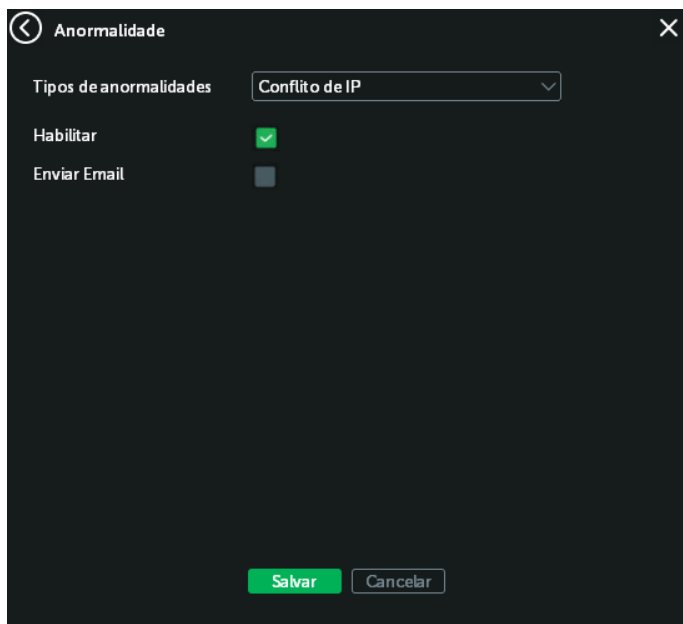 Anormalidade
Tipos de anormalidades Conflito de IP
Habilitar
Enviar Email
Salvar Cancelar